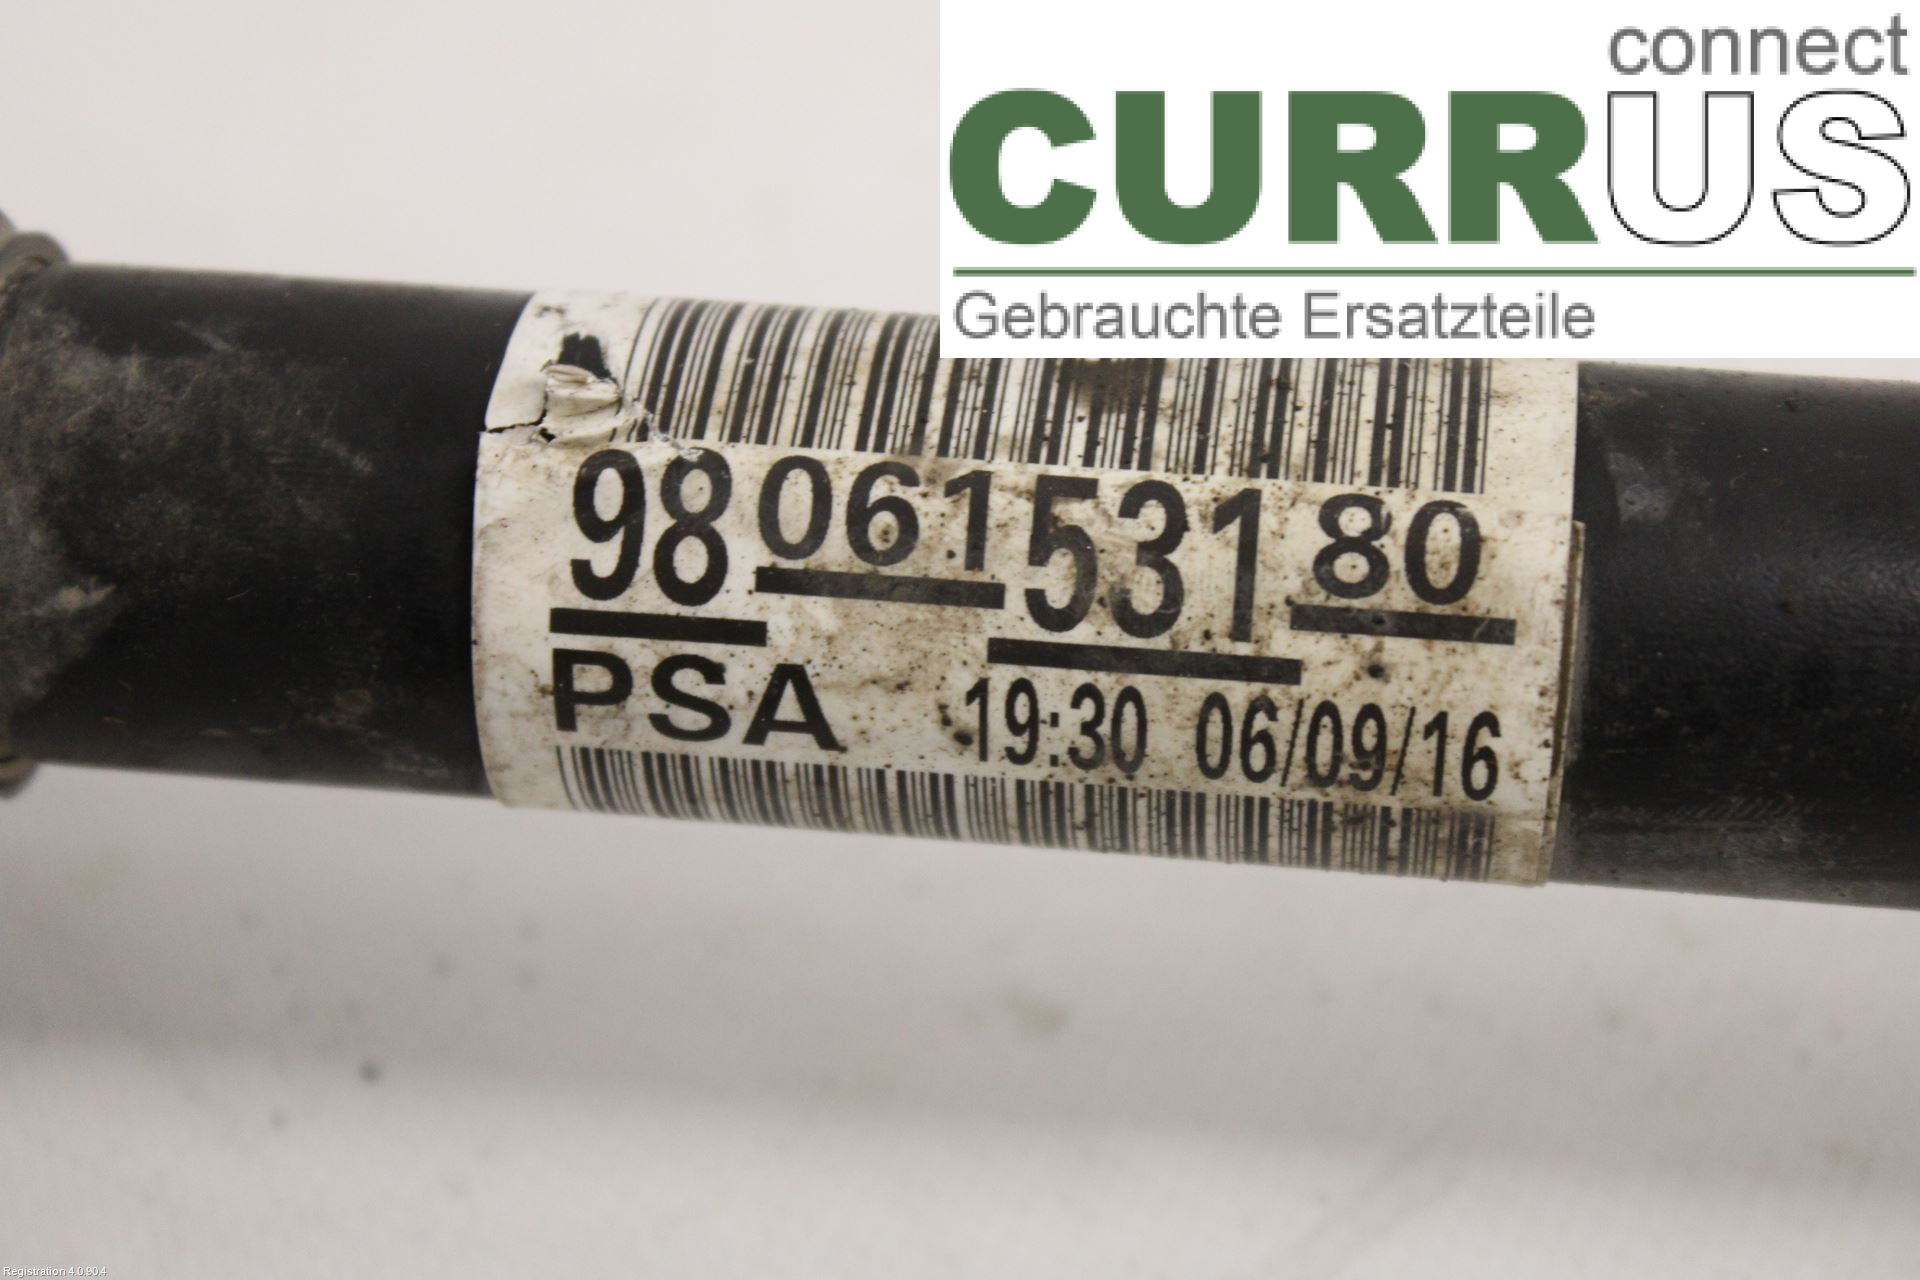 connect
CURRUS
Gebrauchte Ersatzteile
9806153180
PSA 19:30 06/09/16
Registration 4.0.90.4